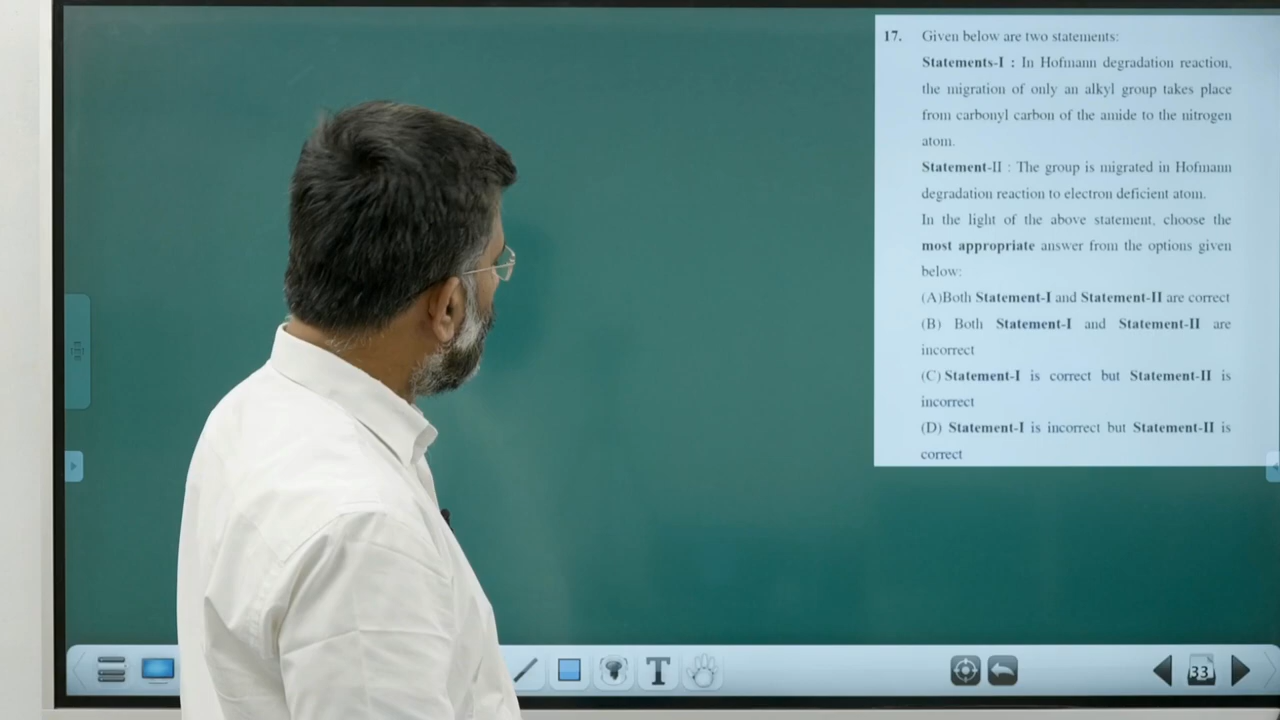 17. Given below are two statements:
Statements-I : In Hofmann degradation reaction,
the migration of only an alkyl group takes place
from carbonyl carbon of the amide to the nitrogen
atom.
Statement-II : The group is migrated in Hofmann
degradation reaction to electron deficient atom.
In the light of the above statement, choose the
most appropriate answer from the options given
below:
(A)Both Statement-I and Statement-II are correct
(B) Both Statement-I and Statement-II are
incorrect
(C) Statement-I is correct but Statement-II is
incorrect
(D) Statement-I is incorrect but Statement-II is
correct
T
33